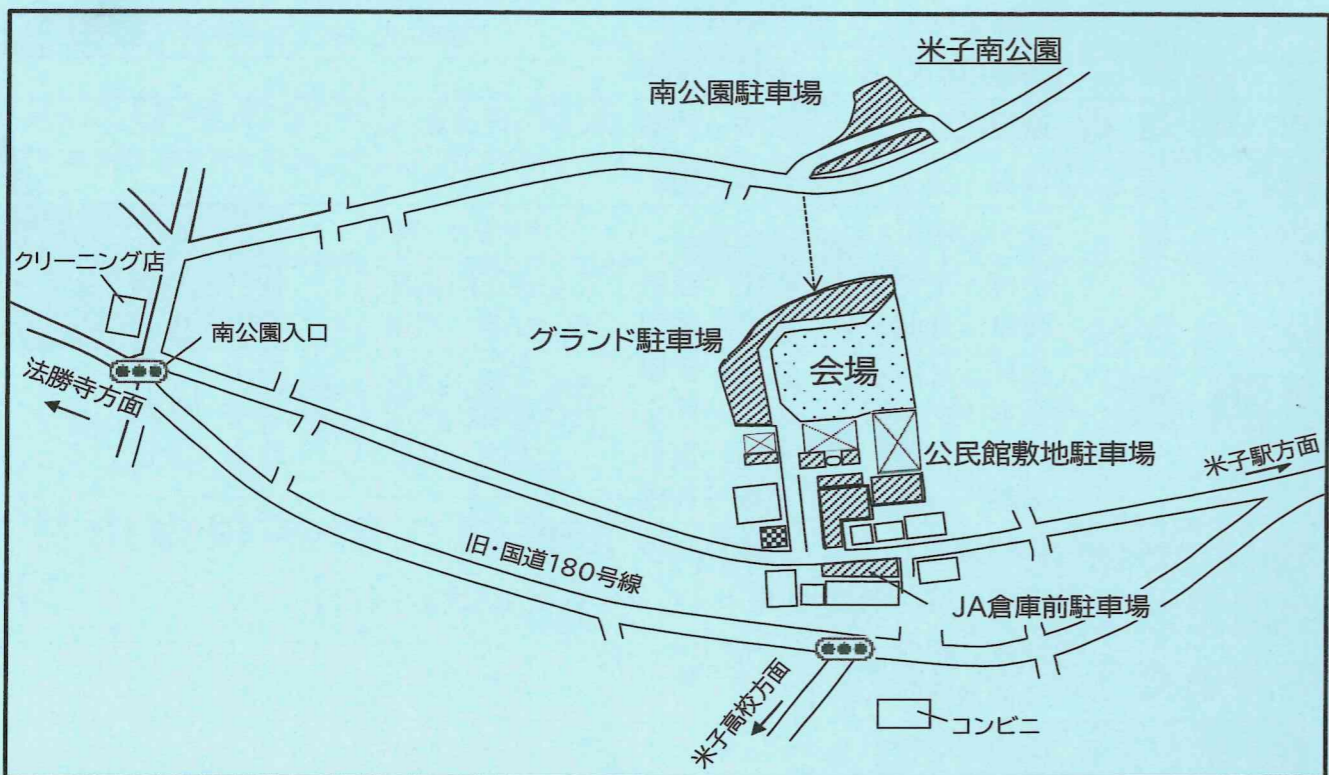 米子南公園
南公園駐車場
クリーニング店
南公園入口
グランド駐車場
会場
法勝寺方面
公民館敷地駐車場
米子駅方面
旧・国道180号線
JA倉庫前駐車場
米子高校方面
コンビニ